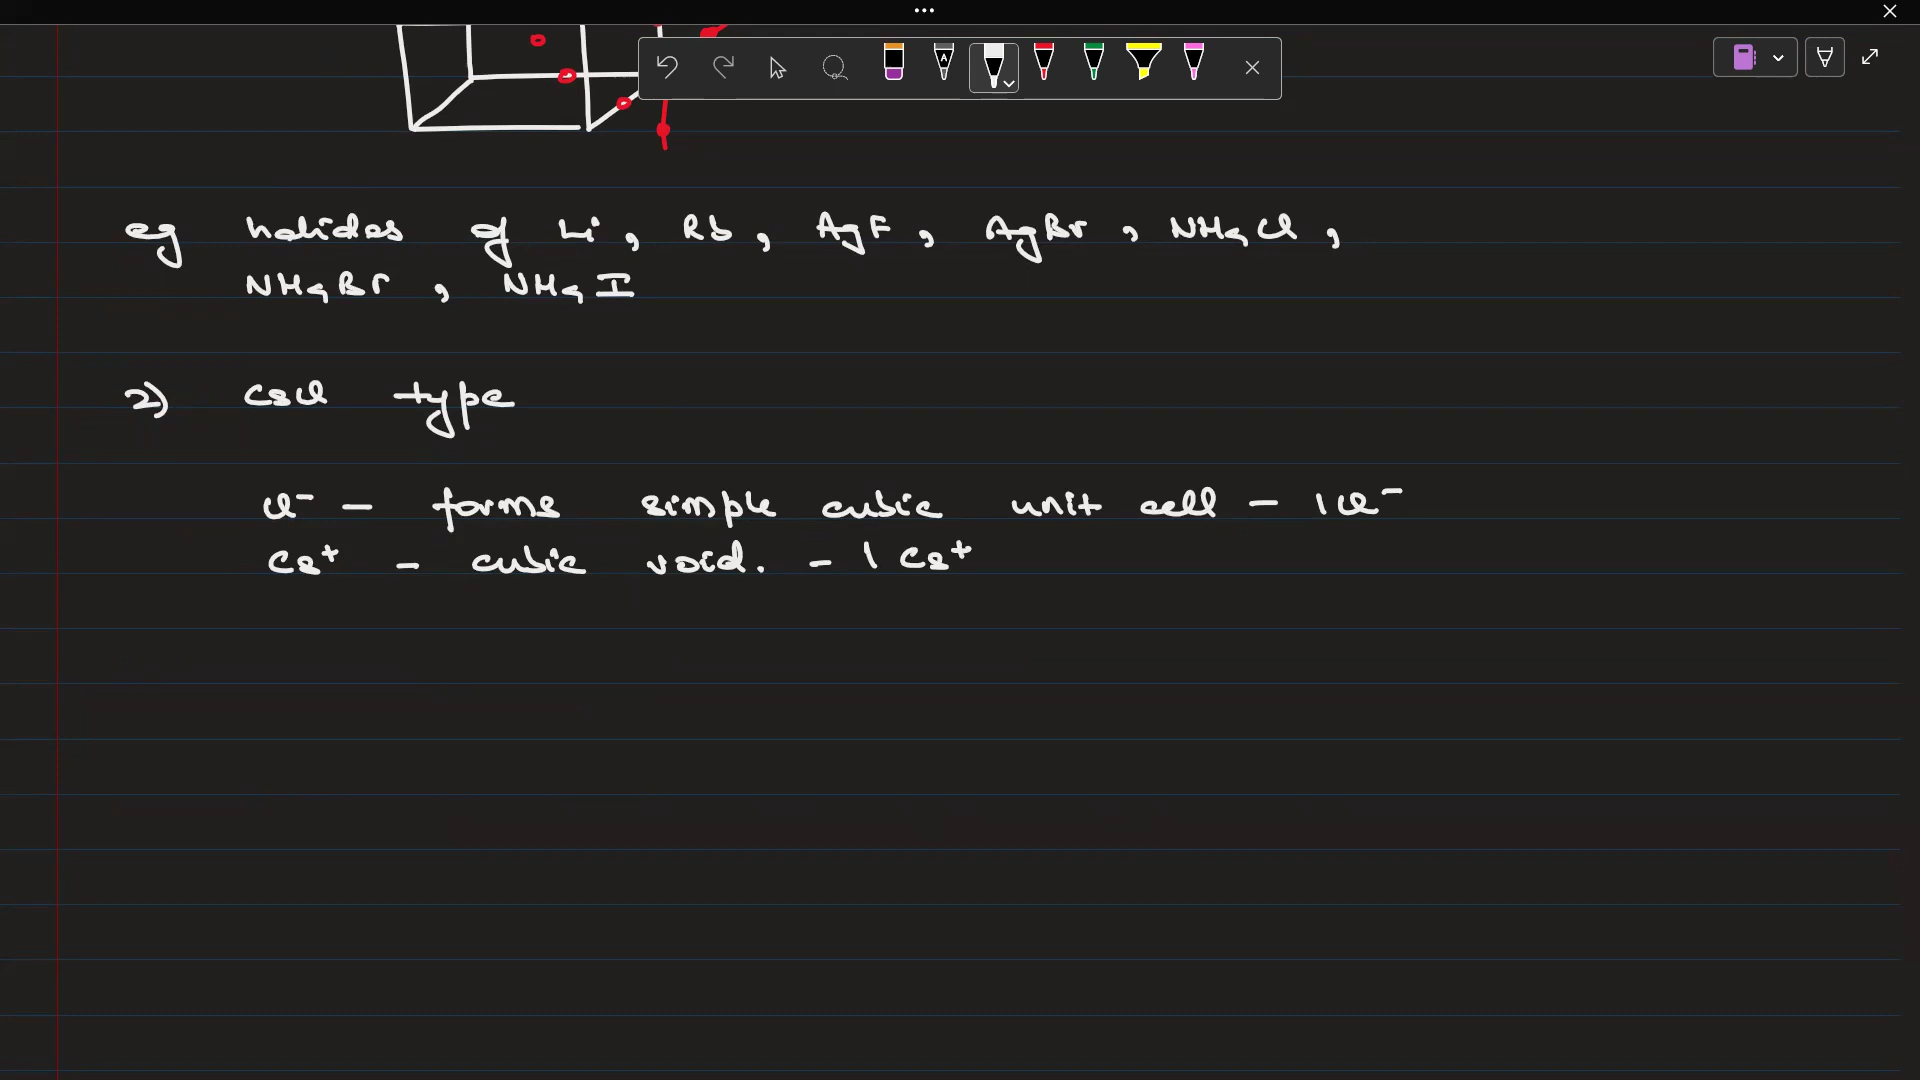 eg halides of Li, Rb, AgF, AgBr, NH4Cl,
NH4Br, NH4I
2) CsCl type
Cl⁻ - forms simple cubic unit cell - 1Cl⁻
Cs⁺ - cubic void. - 1 Cs⁺